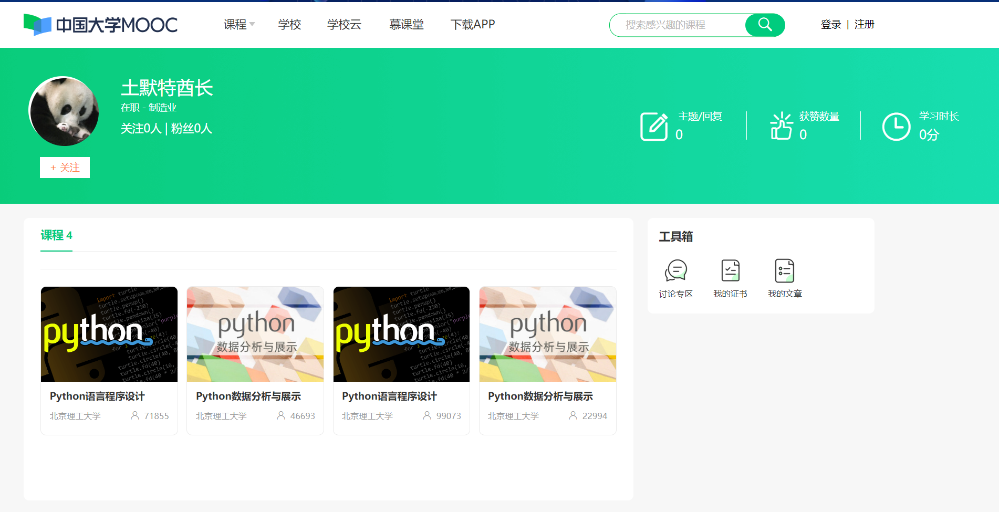 中国大学MOOC
课程 学校 学校云 慕课堂 下载APP
搜索感兴趣的课程
登录 | 注册
土默特酋长
在职 - 制造业
关注0人 | 粉丝0人
+ 关注
主题/回复
0
获赞数量
0
学习时长
0分
课程 4
python
Python语言程序设计
北京理工大学 71855
python
数据分析与展示
Python数据分析与展示
北京理工大学 46693
python
Python语言程序设计
北京理工大学 99073
python
数据分析与展示
Python数据分析与展示
北京理工大学 22994
工具箱
讨论专区 我的证书 我的文章